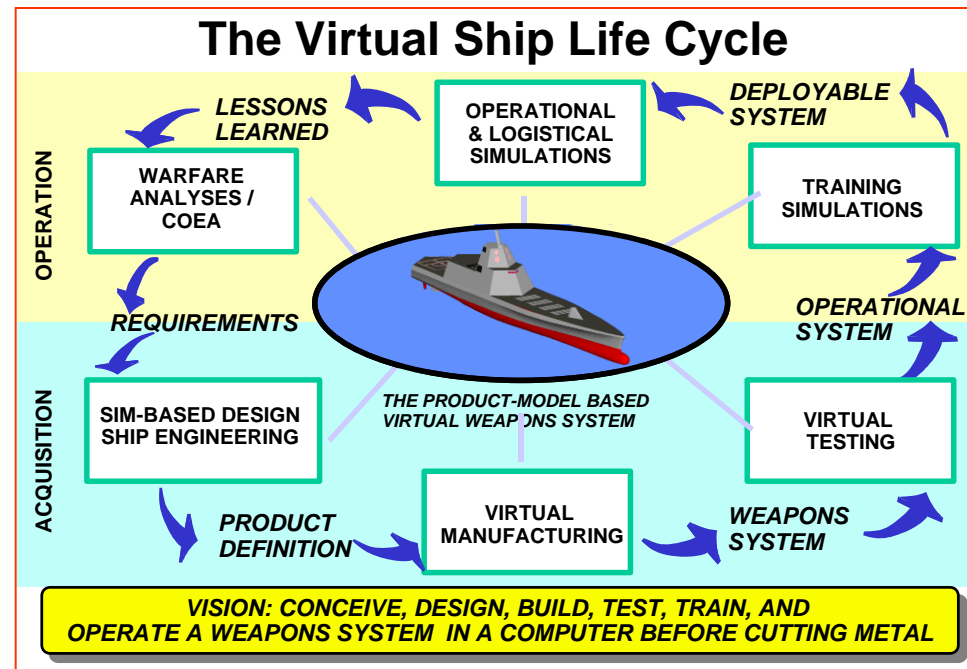 The Virtual Ship Life Cycle
LESSONS
LEARNED
OPERATIONAL
& LOGISTICAL
SIMULATIONS
DEPLOYABLE
SYSTEM
OPERATION
WARFARE
ANALYSES /
COEA
TRAINING
SIMULATIONS
REQUIREMENTS
OPERATIONAL
SYSTEM
ACQUISITION
SIM-BASED DESIGN
SHIP ENGINEERING
THE PRODUCT-MODEL BASED
VIRTUAL WEAPONS SYSTEM
VIRTUAL
TESTING
PRODUCT
DEFINITION
VIRTUAL
MANUFACTURING
WEAPONS
SYSTEM
VISION: CONCEIVE, DESIGN, BUILD, TEST, TRAIN, AND
OPERATE A WEAPONS SYSTEM IN A COMPUTER BEFORE CUTTING METAL